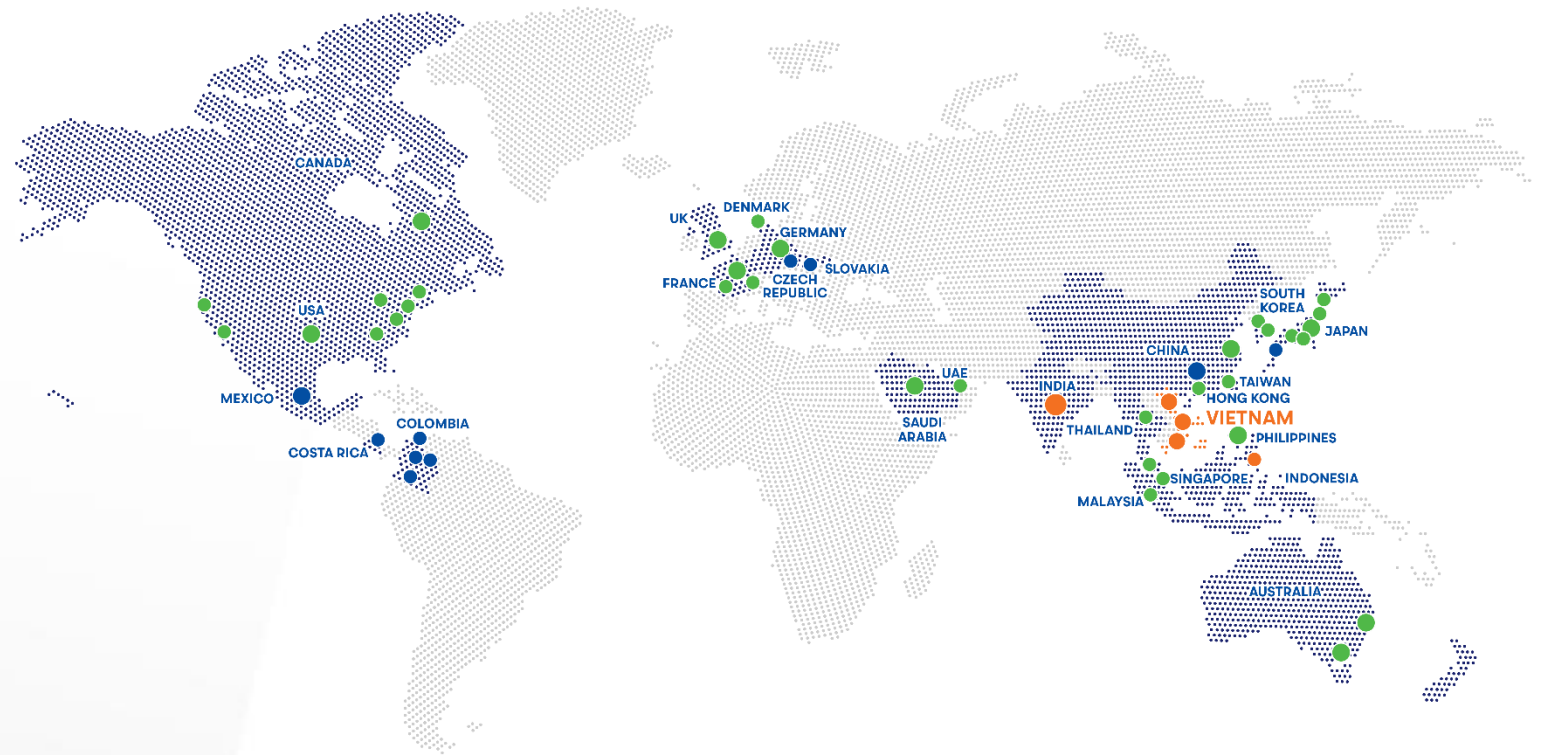 CANADA
USA
MEXICO
COSTA RICA
COLOMBIA
UK
DENMARK
GERMANY
SLOVAKIA
CZECH
REPUBLIC
FRANCE
UAE
SAUDI
ARABIA
INDIA
SOUTH
KOREA
JAPAN
CHINA
TAIWAN
HONG KONG
VIETNAM
THAILAND
PHILIPPINES
SINGAPORE
INDONESIA
MALAYSIA
AUSTRALIA